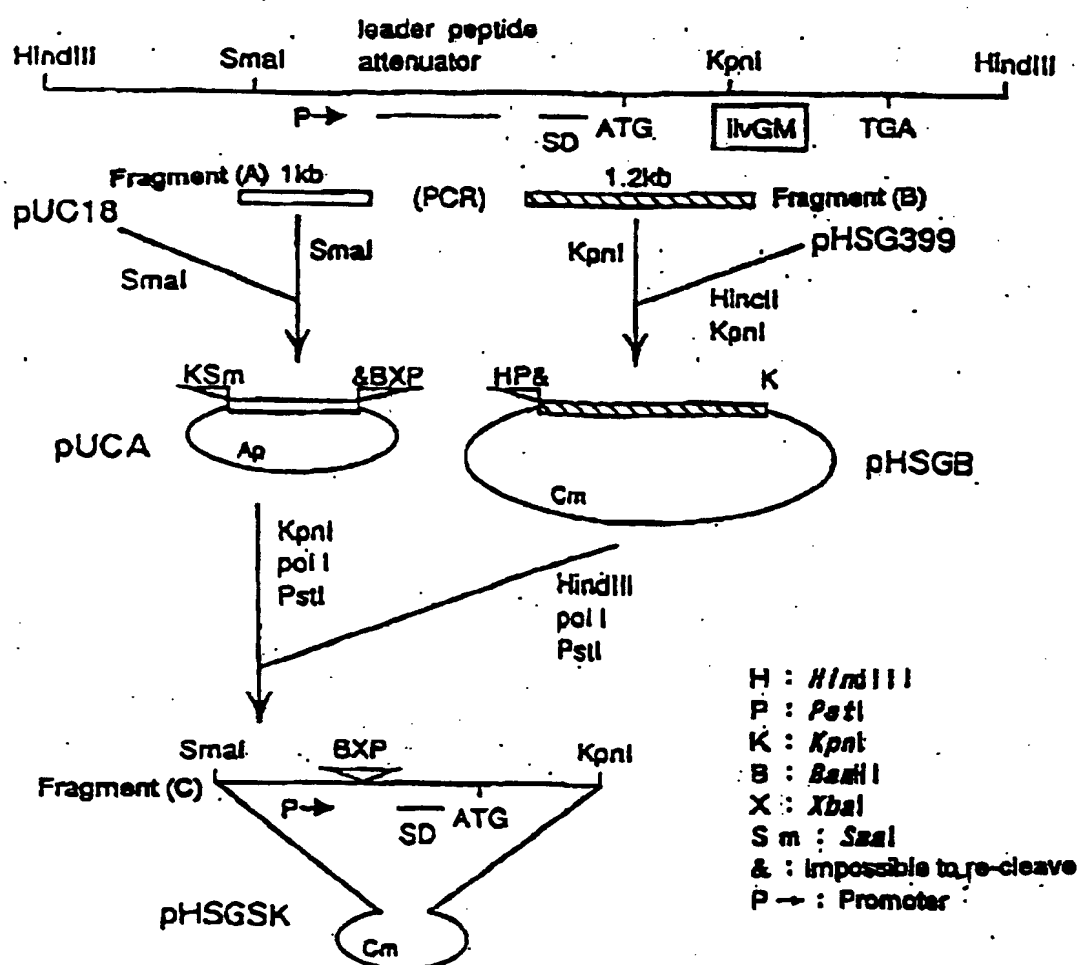 leader peptide
HindIII SmaI attenuator KpnI HindIII
P→ SD ATG ilvGM TGA
Fragment (A) 1kb (PCR) 1.2kb Fragment (B)
pUC18 pHSG399
SmaI KpnI
SmaI HincII
KpnI
KSm &BXP HP& K
pUCA Ap pHSGB
Cm
KpnI
pol I
PstI
HindIII
pol I
PstI
SmaI BXP KpnI
Fragment (C)
P→ SD ATG
pHSGSK
Cm
H : HindIII
P : PstI
K : KpnI
B : BamHI
X : XbaI
Sm : SmaI
& : Impossible to re-cleave
P→ : Promoter